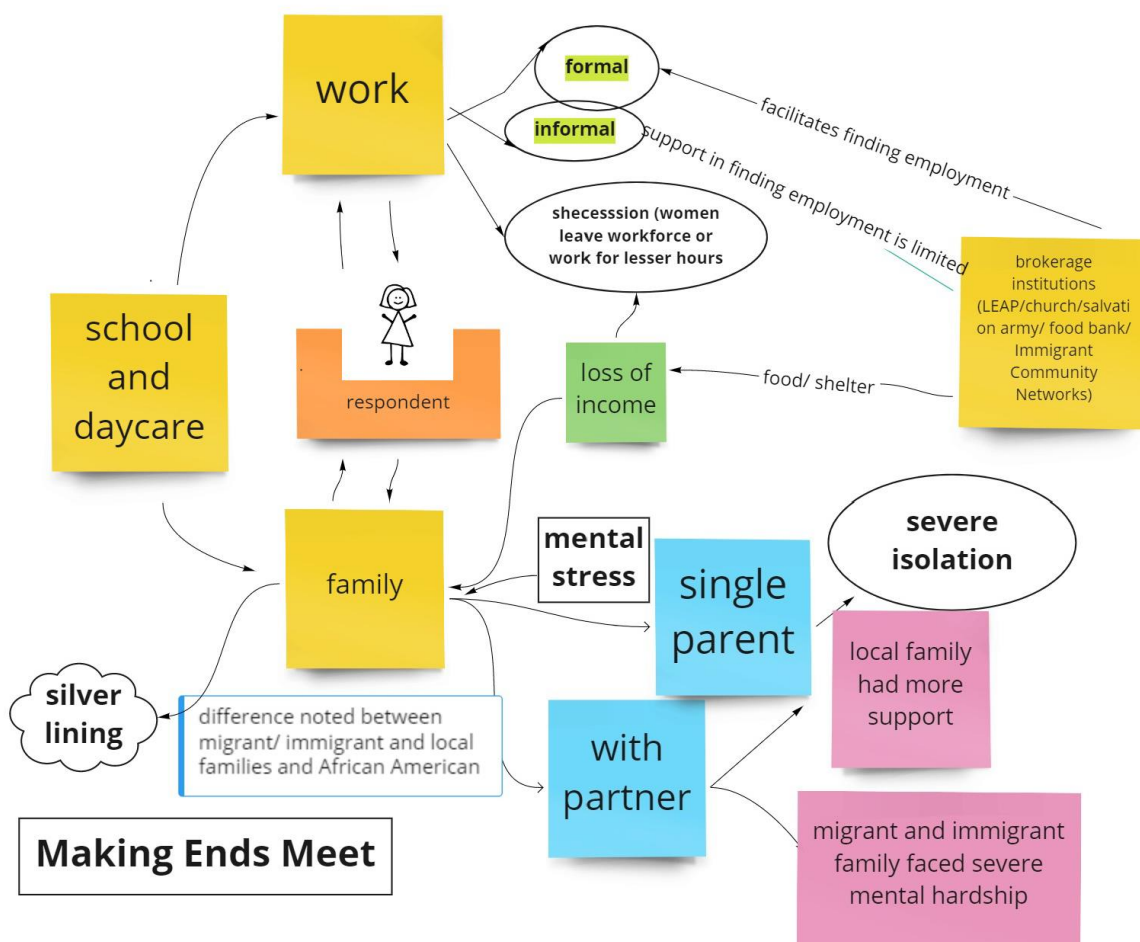 work
formal
informal
facilitates finding employment
support in finding employment is limited
shecesssion (women
leave workforce or
work for lesser hours
brokerage
institutions
(LEAP/church/salvati
on army/ food bank/
Immigrant
Community
Networks)
school
and
daycare
respondent
loss of
income
food/ shelter
family
mental
stress
single
parent
severe
isolation
local family
had more
support
silver
lining
difference noted between
migrant/ immigrant and local
families and African American
with
partner
migrant and immigrant
family faced severe
mental hardship
Making Ends Meet